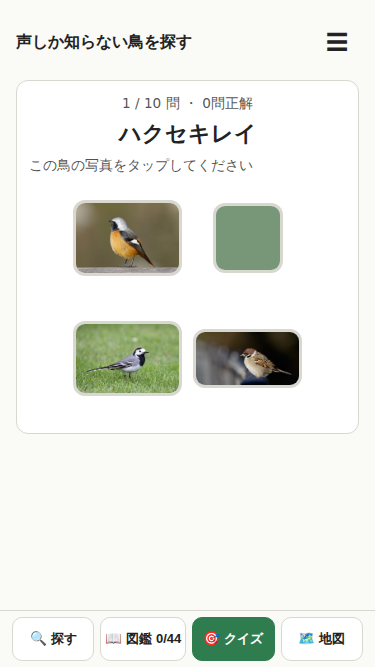 声しか知らない鳥を探す ☰
1 / 10 問 ・ 0問正解
ハクセキレイ
この鳥の写真をタップしてください
🔍 探す 📖 図鑑 0/44 🎯 クイズ 🗺️ 地図